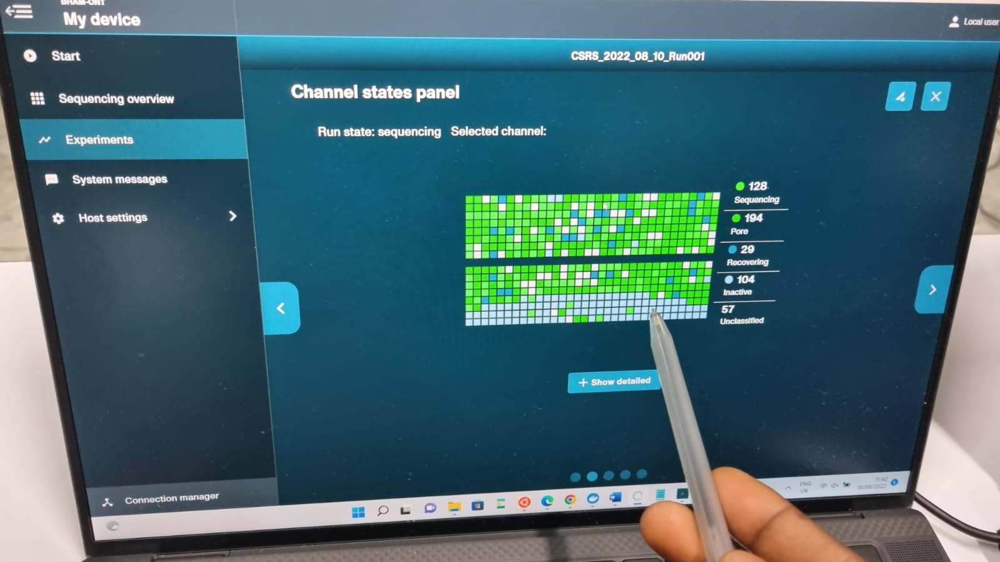 BHAM-ONT
My device
Local user
Start
Sequencing overview
Experiments
System messages
Host settings
Connection manager
CSRS_2022_08_10_Run001
Channel states panel
Run state: sequencing Selected channel:
128
Sequencing
194
Pore
29
Recovering
104
Inactive
57
Unclassified
+ Show detailed
ENG
UK
11:42
10/08/2022